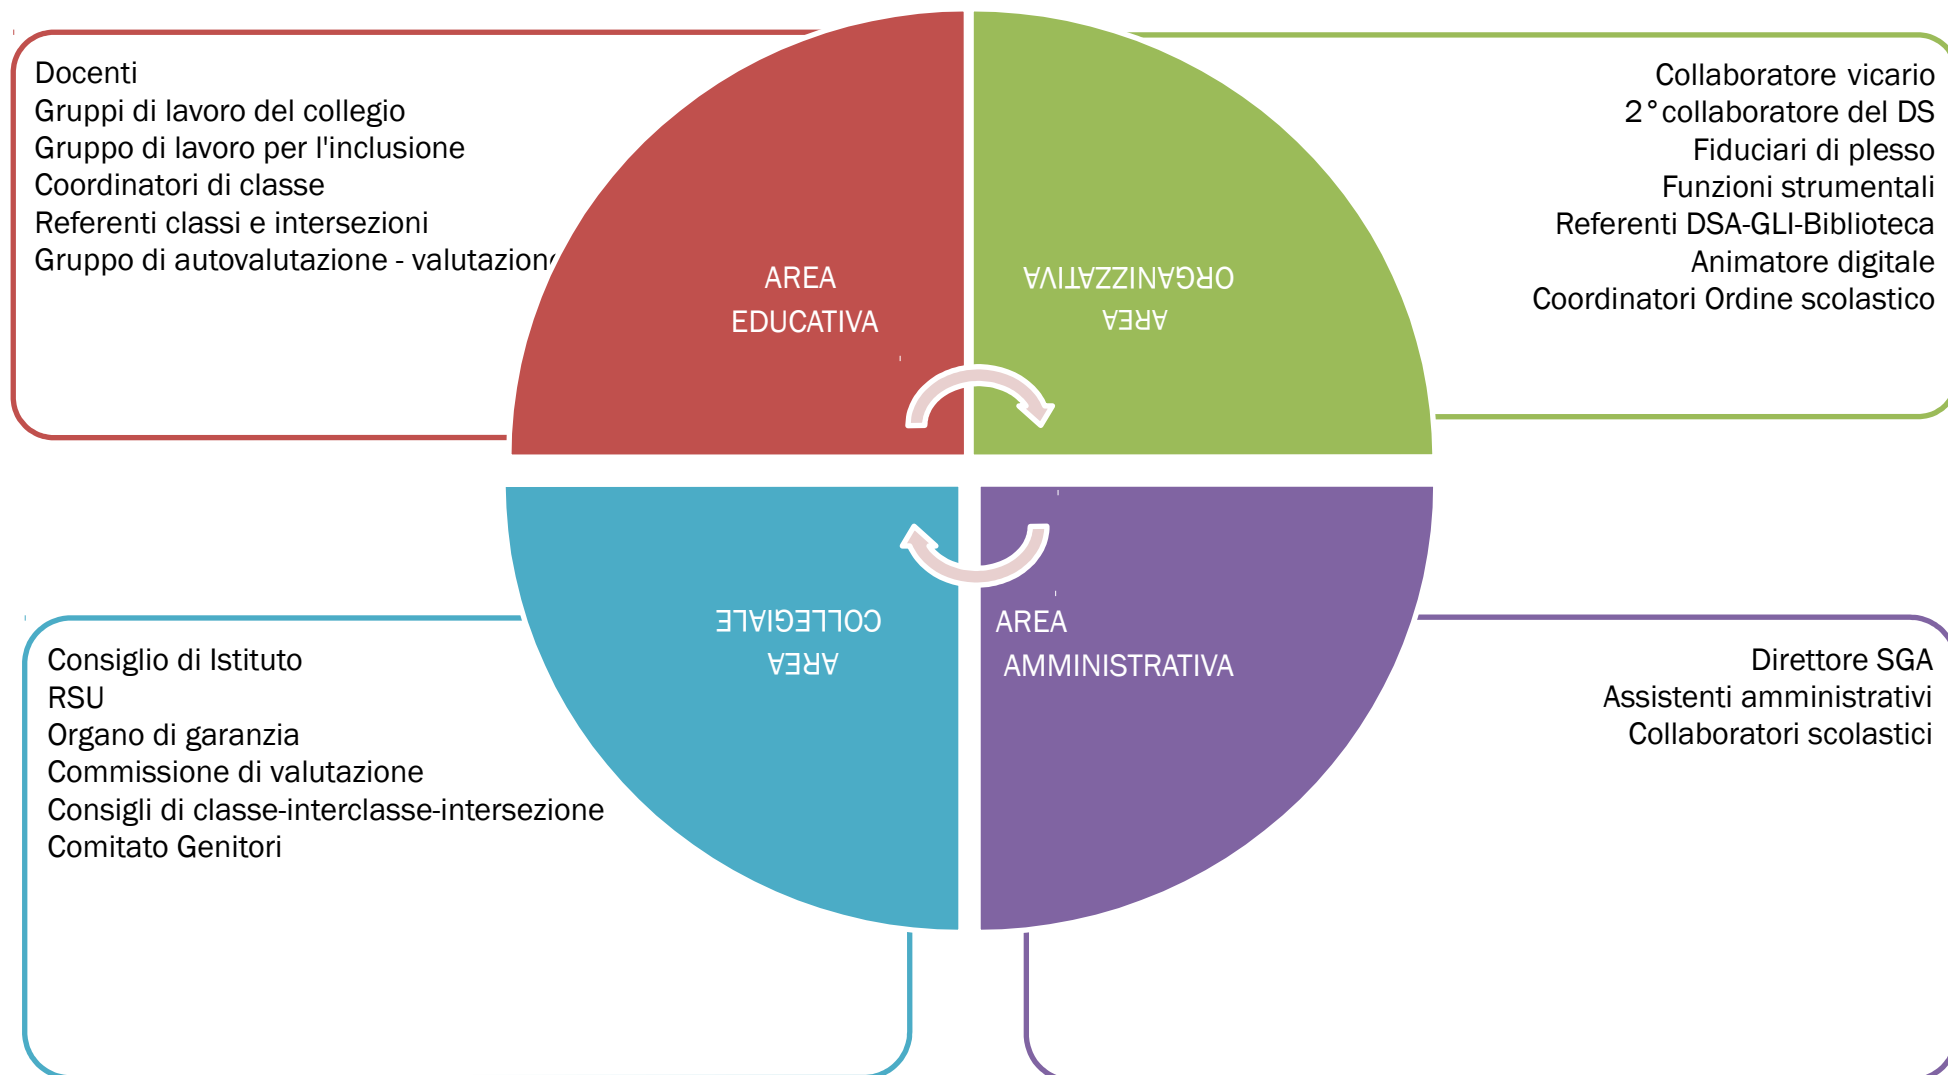 Docenti
Gruppi di lavoro del collegio
Gruppo di lavoro per l'inclusione
Coordinatori di classe
Referenti classi e intersezioni
Gruppo di autovalutazione - valutazione
AREA
EDUCATIVA
AREA
ORGANIZZATIVA
Collaboratore vicario
2°collaboratore del DS
Fiduciari di plesso
Funzioni strumentali
Referenti DSA-GLI-Biblioteca
Animatore digitale
Coordinatori Ordine scolastico
Consiglio di Istituto
RSU
Organo di garanzia
Commissione di valutazione
Consigli di classe-interclasse-intersezione
Comitato Genitori
AREA
COLLEGIALE
AREA
AMMINISTRATIVA
Direttore SGA
Assistenti amministrativi
Collaboratori scolastici